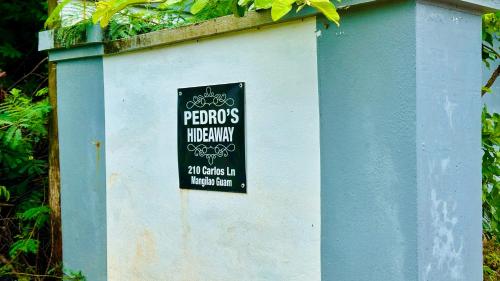 PEDRO'S
HIDEAWAY
210 Carlos Ln
Mangilao Guam